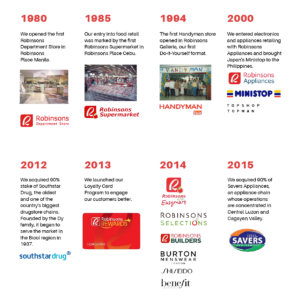 1980
We opened the first
Robinsons
Department Store in
Robinsons
Place Manila
Robinsons
Department Store
1985
Our entry into food retail
was marked by the first
Robinsons Supermarket in
Robinsons Place Cebu.
Robinsons
Supermarket
1994
The first Handyman store
opened in Robinsons
Galleria, our first
Do-it-Yourself format.
HANDYMAN
HANDYMAN
2000
We entered electronics
and appliances retailing
with Robinsons
Appliances and brought
Japan's Ministop to the
Philippines.
Robinsons
Appliances
MINISTOP
TOPSHOP
TOPMAN
2012
We acquired 90%
stake of Southstar
Drug, the oldest
and one of the
country's biggest
drugstore chains.
Founded by the Dy
family, it began to
serve the market in
the Bicol region in
1937.
southstardrug
2013
We launched our
Loyalty Card
Program to engage
our customers better.
Robinsons
REWARDS
2014
Robinsons
Easymart
ROBINSONS
SELECTIONS
ROBINSONS
BUILDERS
BURTON
MENSWEAR
SHISEIDO
benefit
2015
We acquired 90% of
Savers Appliances,
an appliance chain
whose operations
are concentrated in
Central Luzon and
Cagayan Valley.
SAVERS